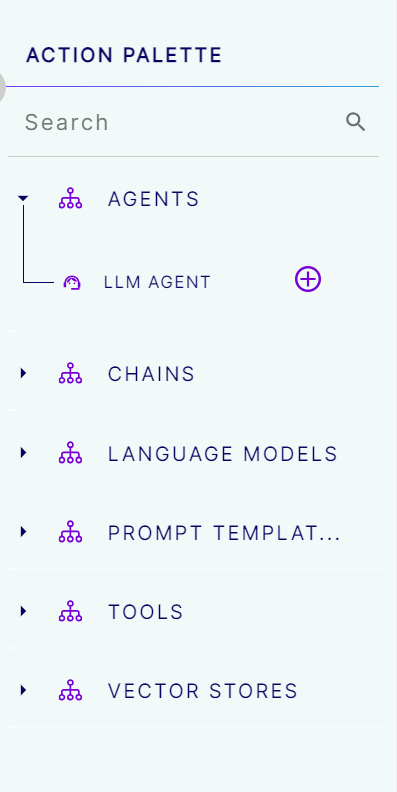 ACTION PALETTE
Search
AGENTS
LLM AGENT
CHAINS
LANGUAGE MODELS
PROMPT TEMPLAT...
TOOLS
VECTOR STORES